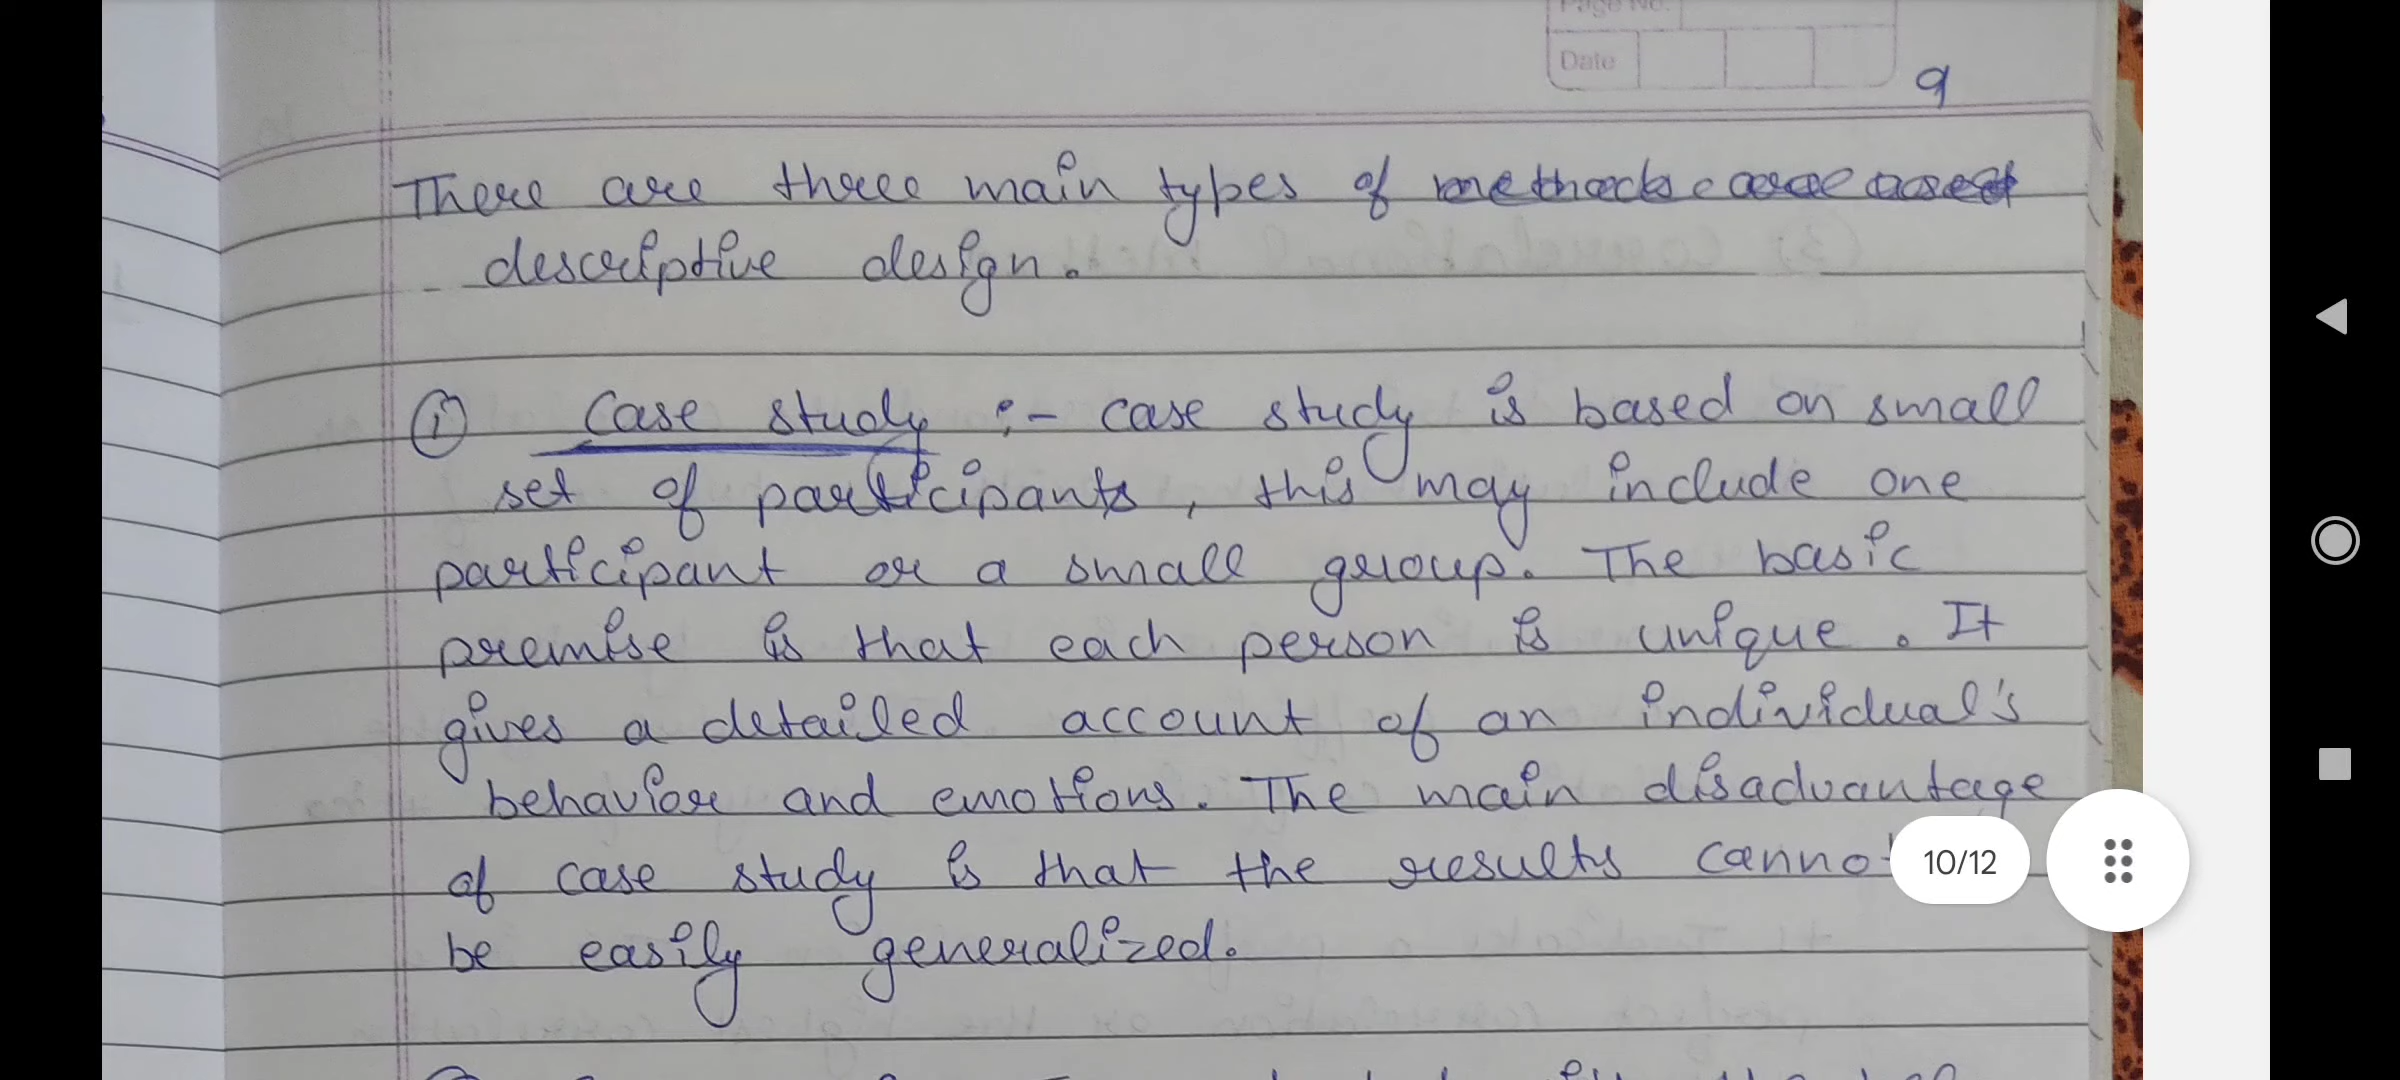 Page No.
Date
9
There are three main types of
descriptive design.
(i) Case study :- case study is based on small
set of participants, this may include one
participant or a small group. The basic
premise is that each person is unique. It
gives a detailed account of an individual's
behavior and emotions. The main disadvantage
of case study is that the results cannot
be easily generalized.
10/12